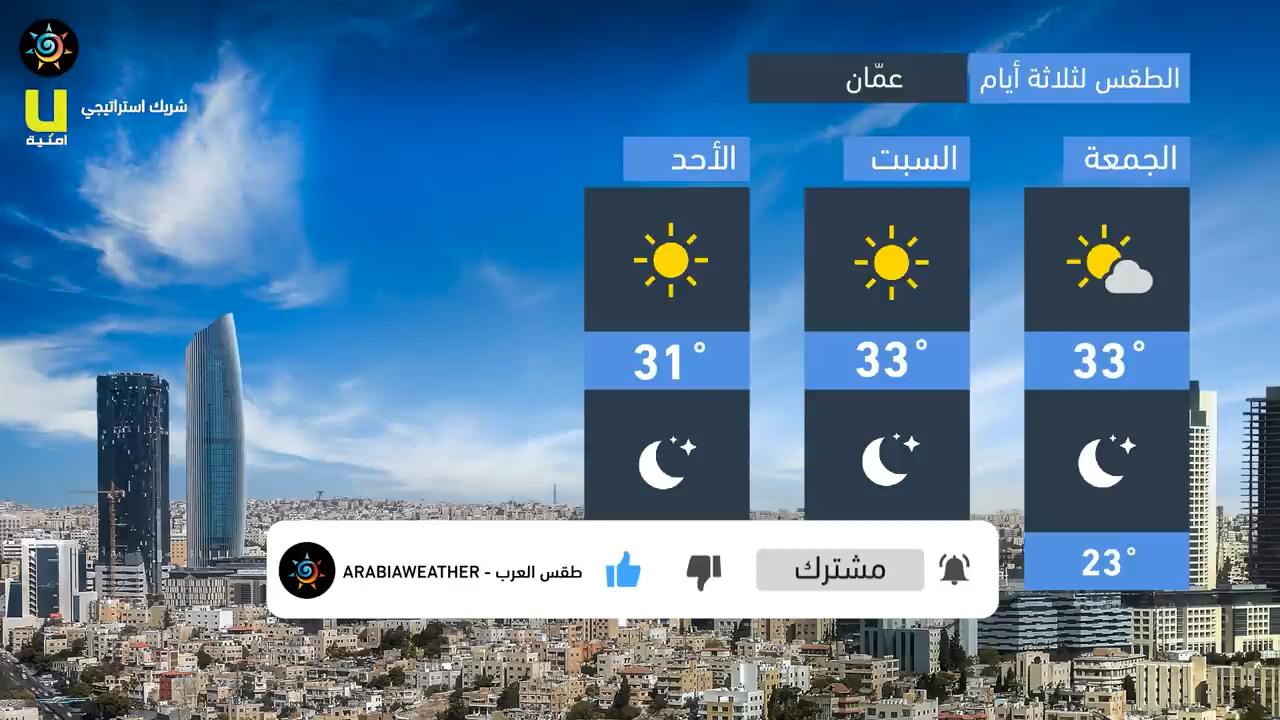 الطقس لثلاثة أيام
عمّان
شريك استراتيجي
U
امنية
الجمعة
السبت
الأحد
33°
33°
31°
23°
ARABIAWEATHER - طقس العرب
مشترك